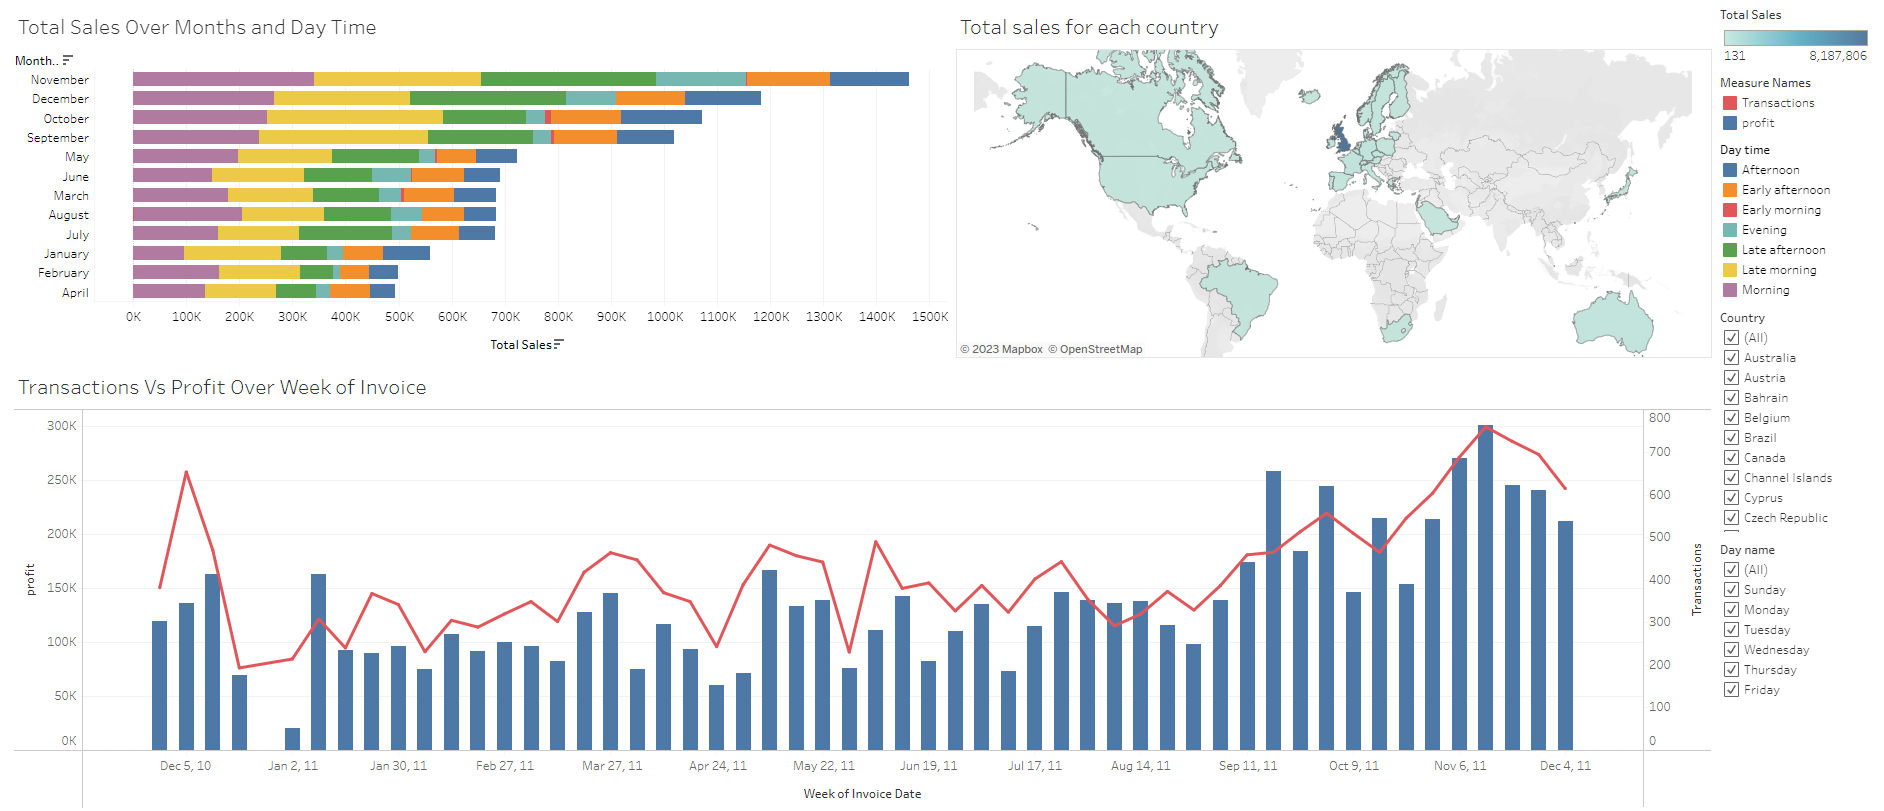 Total Sales Over Months and Day Time
Month..
November
December
October
September
May
June
March
August
July
January
February
April
0K 100K 200K 300K 400K 500K 600K 700K 800K 900K 1000K 1100K 1200K 1300K 1400K 1500K
Total Sales
Total sales for each country
© 2023 Mapbox © OpenStreetMap
Total Sales
131 8,187,806
Measure Names
Transactions
profit
Day time
Afternoon
Early afternoon
Early morning
Evening
Late afternoon
Late morning
Morning
Country
(All)
Australia
Austria
Bahrain
Belgium
Brazil
Canada
Channel Islands
Cyprus
Czech Republic
Day name
(All)
Sunday
Monday
Tuesday
Wednesday
Thursday
Friday
Transactions Vs Profit Over Week of Invoice
profit
300K
250K
200K
150K
100K
50K
0K
800
700
600
500
400
300
200
100
0
Transactions
Dec 5, 10 Jan 2, 11 Jan 30, 11 Feb 27, 11 Mar 27, 11 Apr 24, 11 May 22, 11 Jun 19, 11 Jul 17, 11 Aug 14, 11 Sep 11, 11 Oct 9, 11 Nov 6, 11 Dec 4, 11
Week of Invoice Date